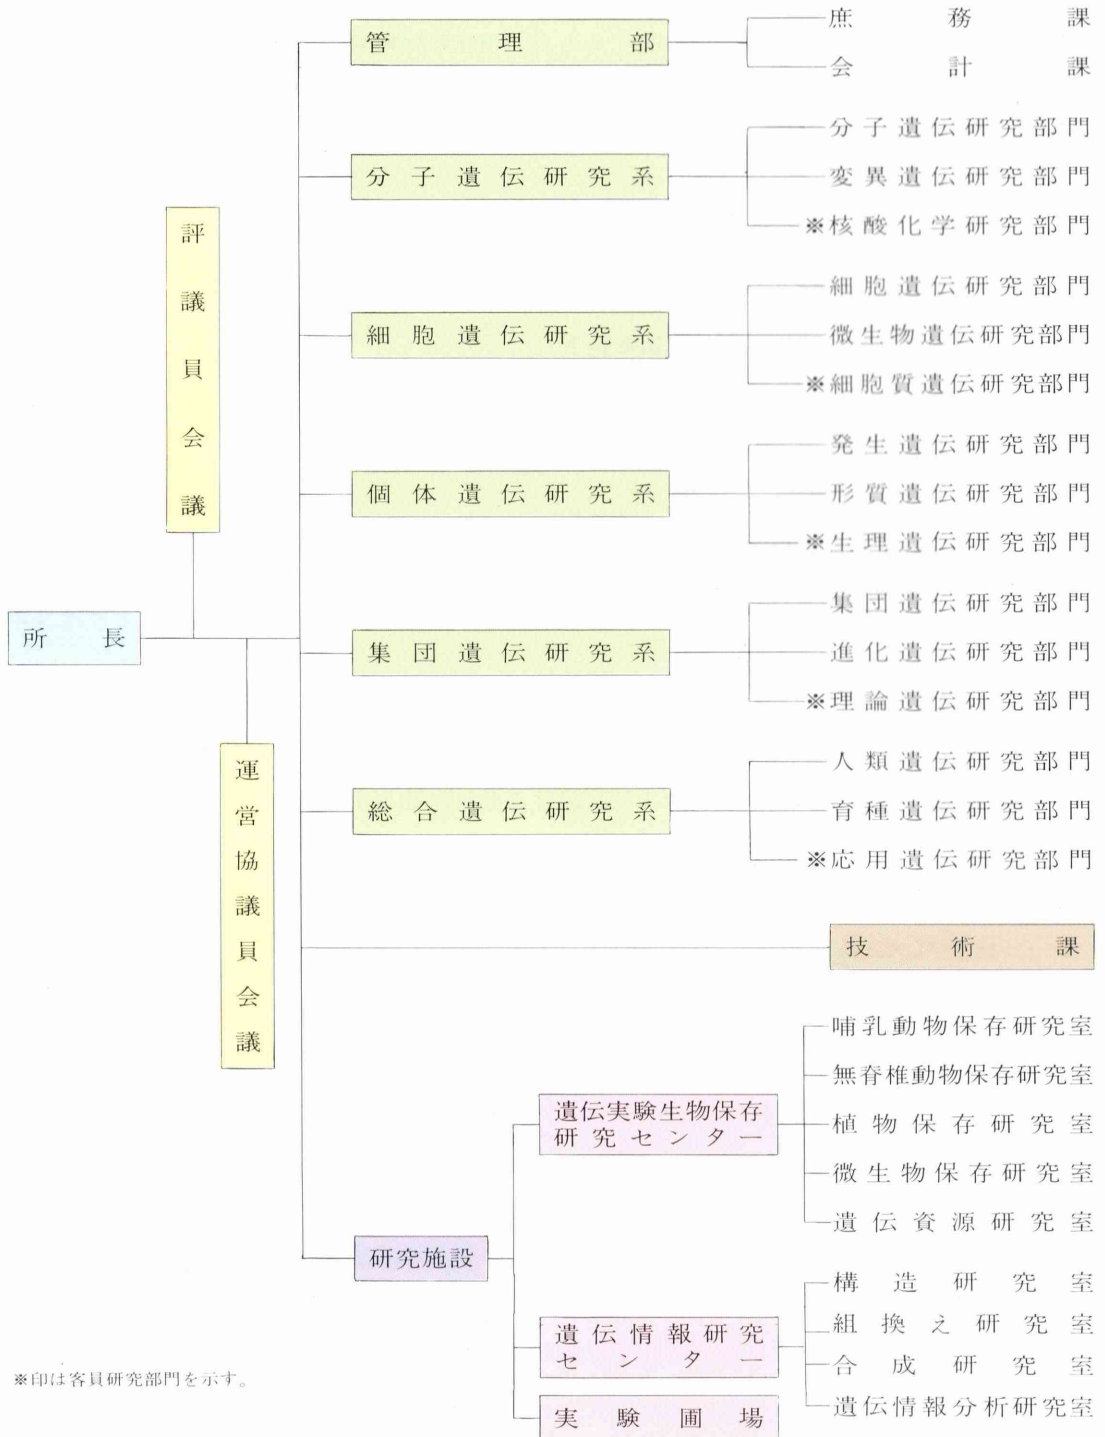 所長
評議員会議
運営協議員会議
管理部
庶務課
会計課
分子遺伝研究系
分子遺伝研究部門
変異遺伝研究部門
※核酸化学研究部門
細胞遺伝研究系
細胞遺伝研究部門
微生物遺伝研究部門
※細胞質遺伝研究部門
個体遺伝研究系
発生遺伝研究部門
形質遺伝研究部門
※生理遺伝研究部門
集団遺伝研究系
集団遺伝研究部門
進化遺伝研究部門
※理論遺伝研究部門
総合遺伝研究系
人類遺伝研究部門
育種遺伝研究部門
※応用遺伝研究部門
技術課
研究施設
遺伝実験生物保存
研究センター
哺乳動物保存研究室
無脊椎動物保存研究室
植物保存研究室
微生物保存研究室
遺伝資源研究室
遺伝情報研究
センター
構造研究室
組換え研究室
合成研究室
遺伝情報分析研究室
実験圃場
※印は客員研究部門を示す。